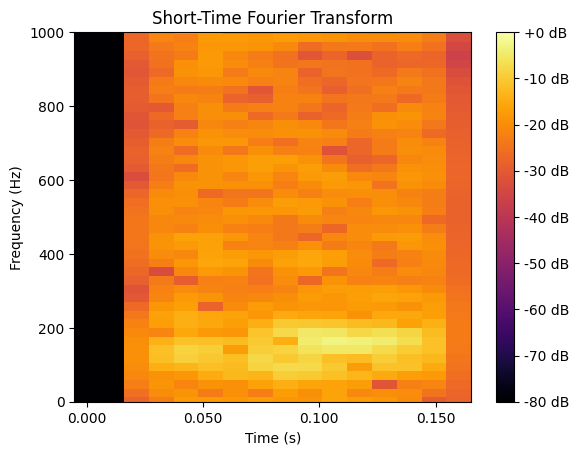 Short-Time Fourier Transform
Frequency (Hz)
1000
800
600
400
200
0
0.000
0.050
0.100
0.150
Time (s)
+0 dB
-10 dB
-20 dB
-30 dB
-40 dB
-50 dB
-60 dB
-70 dB
-80 dB